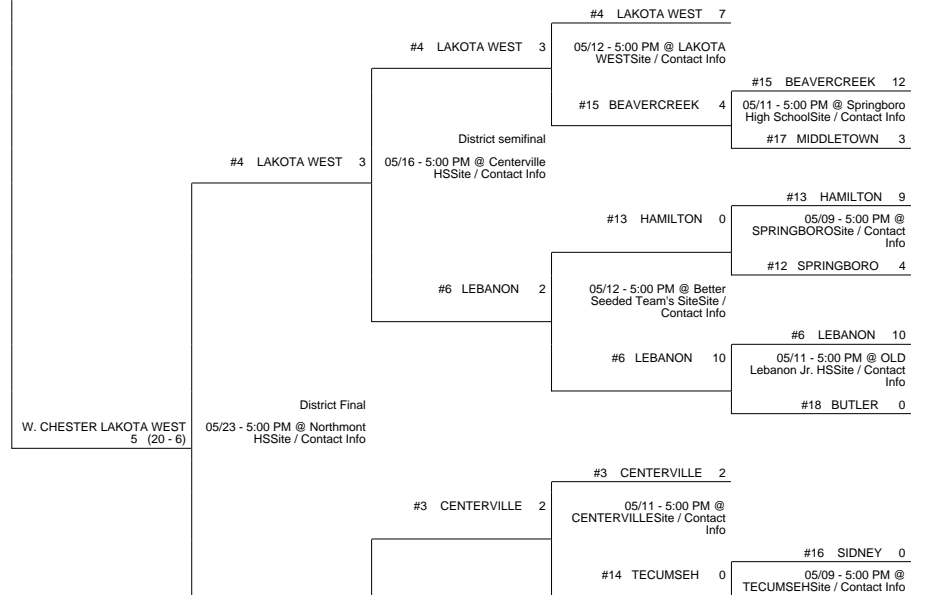 #4 LAKOTA WEST 7
#4 LAKOTA WEST 3
05/12 - 5:00 PM @ LAKOTA
WESTSite / Contact Info
#15 BEAVERCREEK 12
#15 BEAVERCREEK 4
05/11 - 5:00 PM @ Springboro
High SchoolSite / Contact Info
#17 MIDDLETOWN 3
District semifinal
#4 LAKOTA WEST 3
05/16 - 5:00 PM @ Centerville
HSSite / Contact Info
#13 HAMILTON 9
#13 HAMILTON 0
05/09 - 5:00 PM @
SPRINGBOROSite / Contact
Info
#12 SPRINGBORO 4
#6 LEBANON 2
05/12 - 5:00 PM @ Better
Seeded Team's SiteSite /
Contact Info
#6 LEBANON 10
#6 LEBANON 10
05/11 - 5:00 PM @ OLD
Lebanon Jr. HSSite / Contact
Info
#18 BUTLER 0
District Final
W. CHESTER LAKOTA WEST
5 (20 - 6)
05/23 - 5:00 PM @ Northmont
HSSite / Contact Info
#3 CENTERVILLE 2
#3 CENTERVILLE 2
05/11 - 5:00 PM @
CENTERVILLESite / Contact
Info
#16 SIDNEY 0
#14 TECUMSEH 0
05/09 - 5:00 PM @
TECUMSEHSite / Contact Info